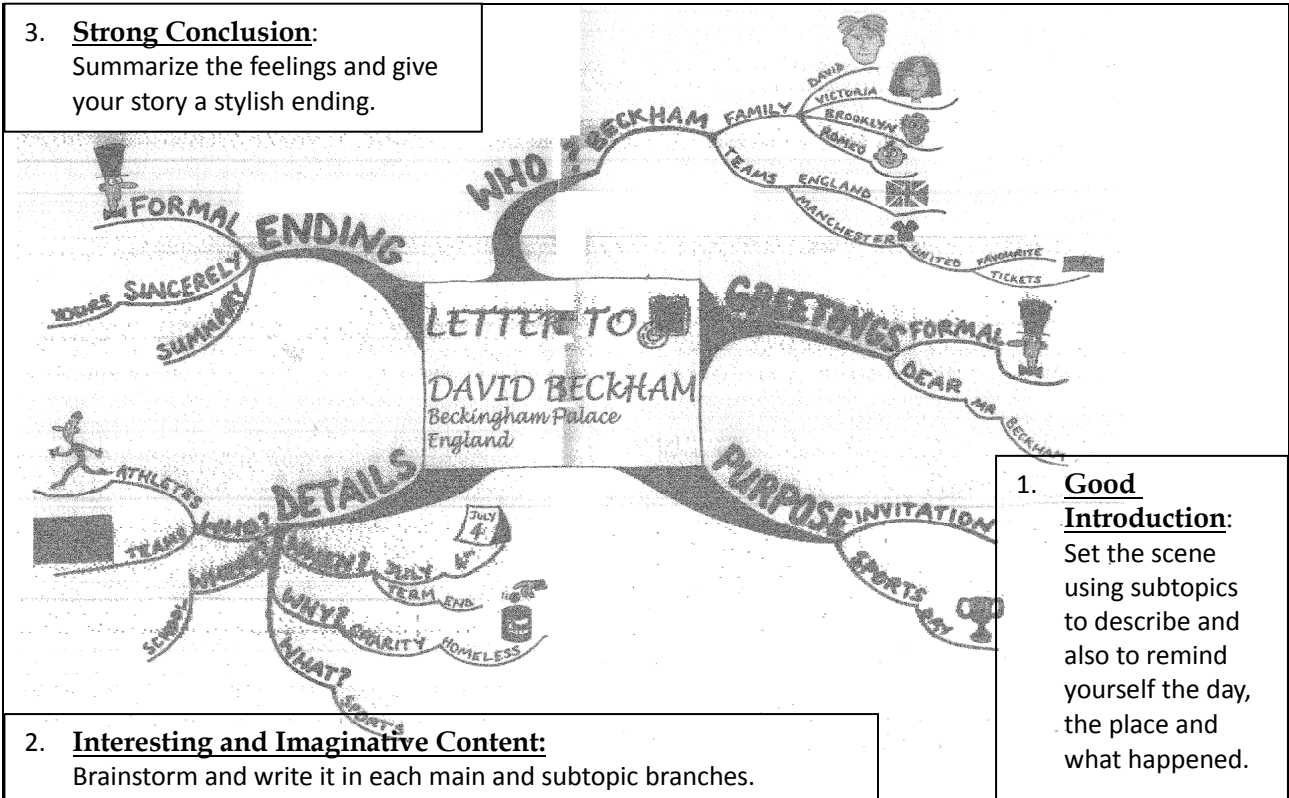 3. Strong Conclusion:
Summarize the feelings and give
your story a stylish ending.
WHO? BECKHAM
FAMILY
DAVID
VICTORIA
BROOKLYN
ROMEO
TEAMS
ENGLAND
MANCHESTER
UNITED
FAVOURITE
TICKETS
GREETINGS
FORMAL
DEAR
MR
BECKHAM
PURPOSE
INVITATION
SPORTS
DAY
LETTER TO
DAVID BECKHAM
Beckingham Palace
England
ENDING
FORMAL
YOURS SINCERELY
SUMMARY
DETAILS
WHO?
ATHLETES
TEAMS
WHERE?
SCHOOL
WHEN?
JULY
4TH
JULY
4
TERM END
WHY?
CHARITY
HOMELESS
WHAT?
SPORTS
1. Good
Introduction:
Set the scene
using subtopics
to describe and
also to remind
yourself the day,
the place and
what happened.
2. Interesting and Imaginative Content:
Brainstorm and write it in each main and subtopic branches.